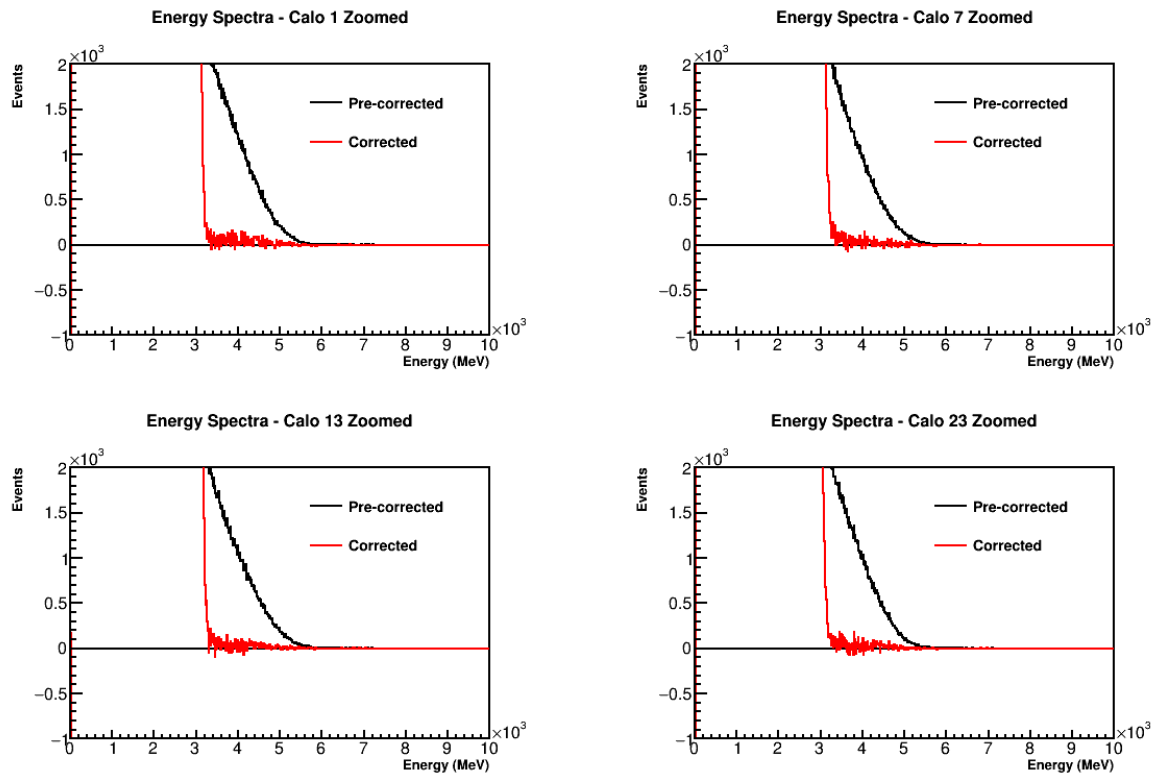 Energy Spectra - Calo 1 Zoomed
×10³
Events
2
1.5
1
0.5
0
−0.5
−1
Pre-corrected
Corrected
0 1 2 3 4 5 6 7 8 9 10
×10³
Energy (MeV)
Energy Spectra - Calo 7 Zoomed
×10³
Events
2
1.5
1
0.5
0
−0.5
−1
Pre-corrected
Corrected
0 1 2 3 4 5 6 7 8 9 10
×10³
Energy (MeV)
Energy Spectra - Calo 13 Zoomed
×10³
Events
2
1.5
1
0.5
0
−0.5
−1
Pre-corrected
Corrected
0 1 2 3 4 5 6 7 8 9 10
×10³
Energy (MeV)
Energy Spectra - Calo 23 Zoomed
×10³
Events
2
1.5
1
0.5
0
−0.5
−1
Pre-corrected
Corrected
0 1 2 3 4 5 6 7 8 9 10
×10³
Energy (MeV)